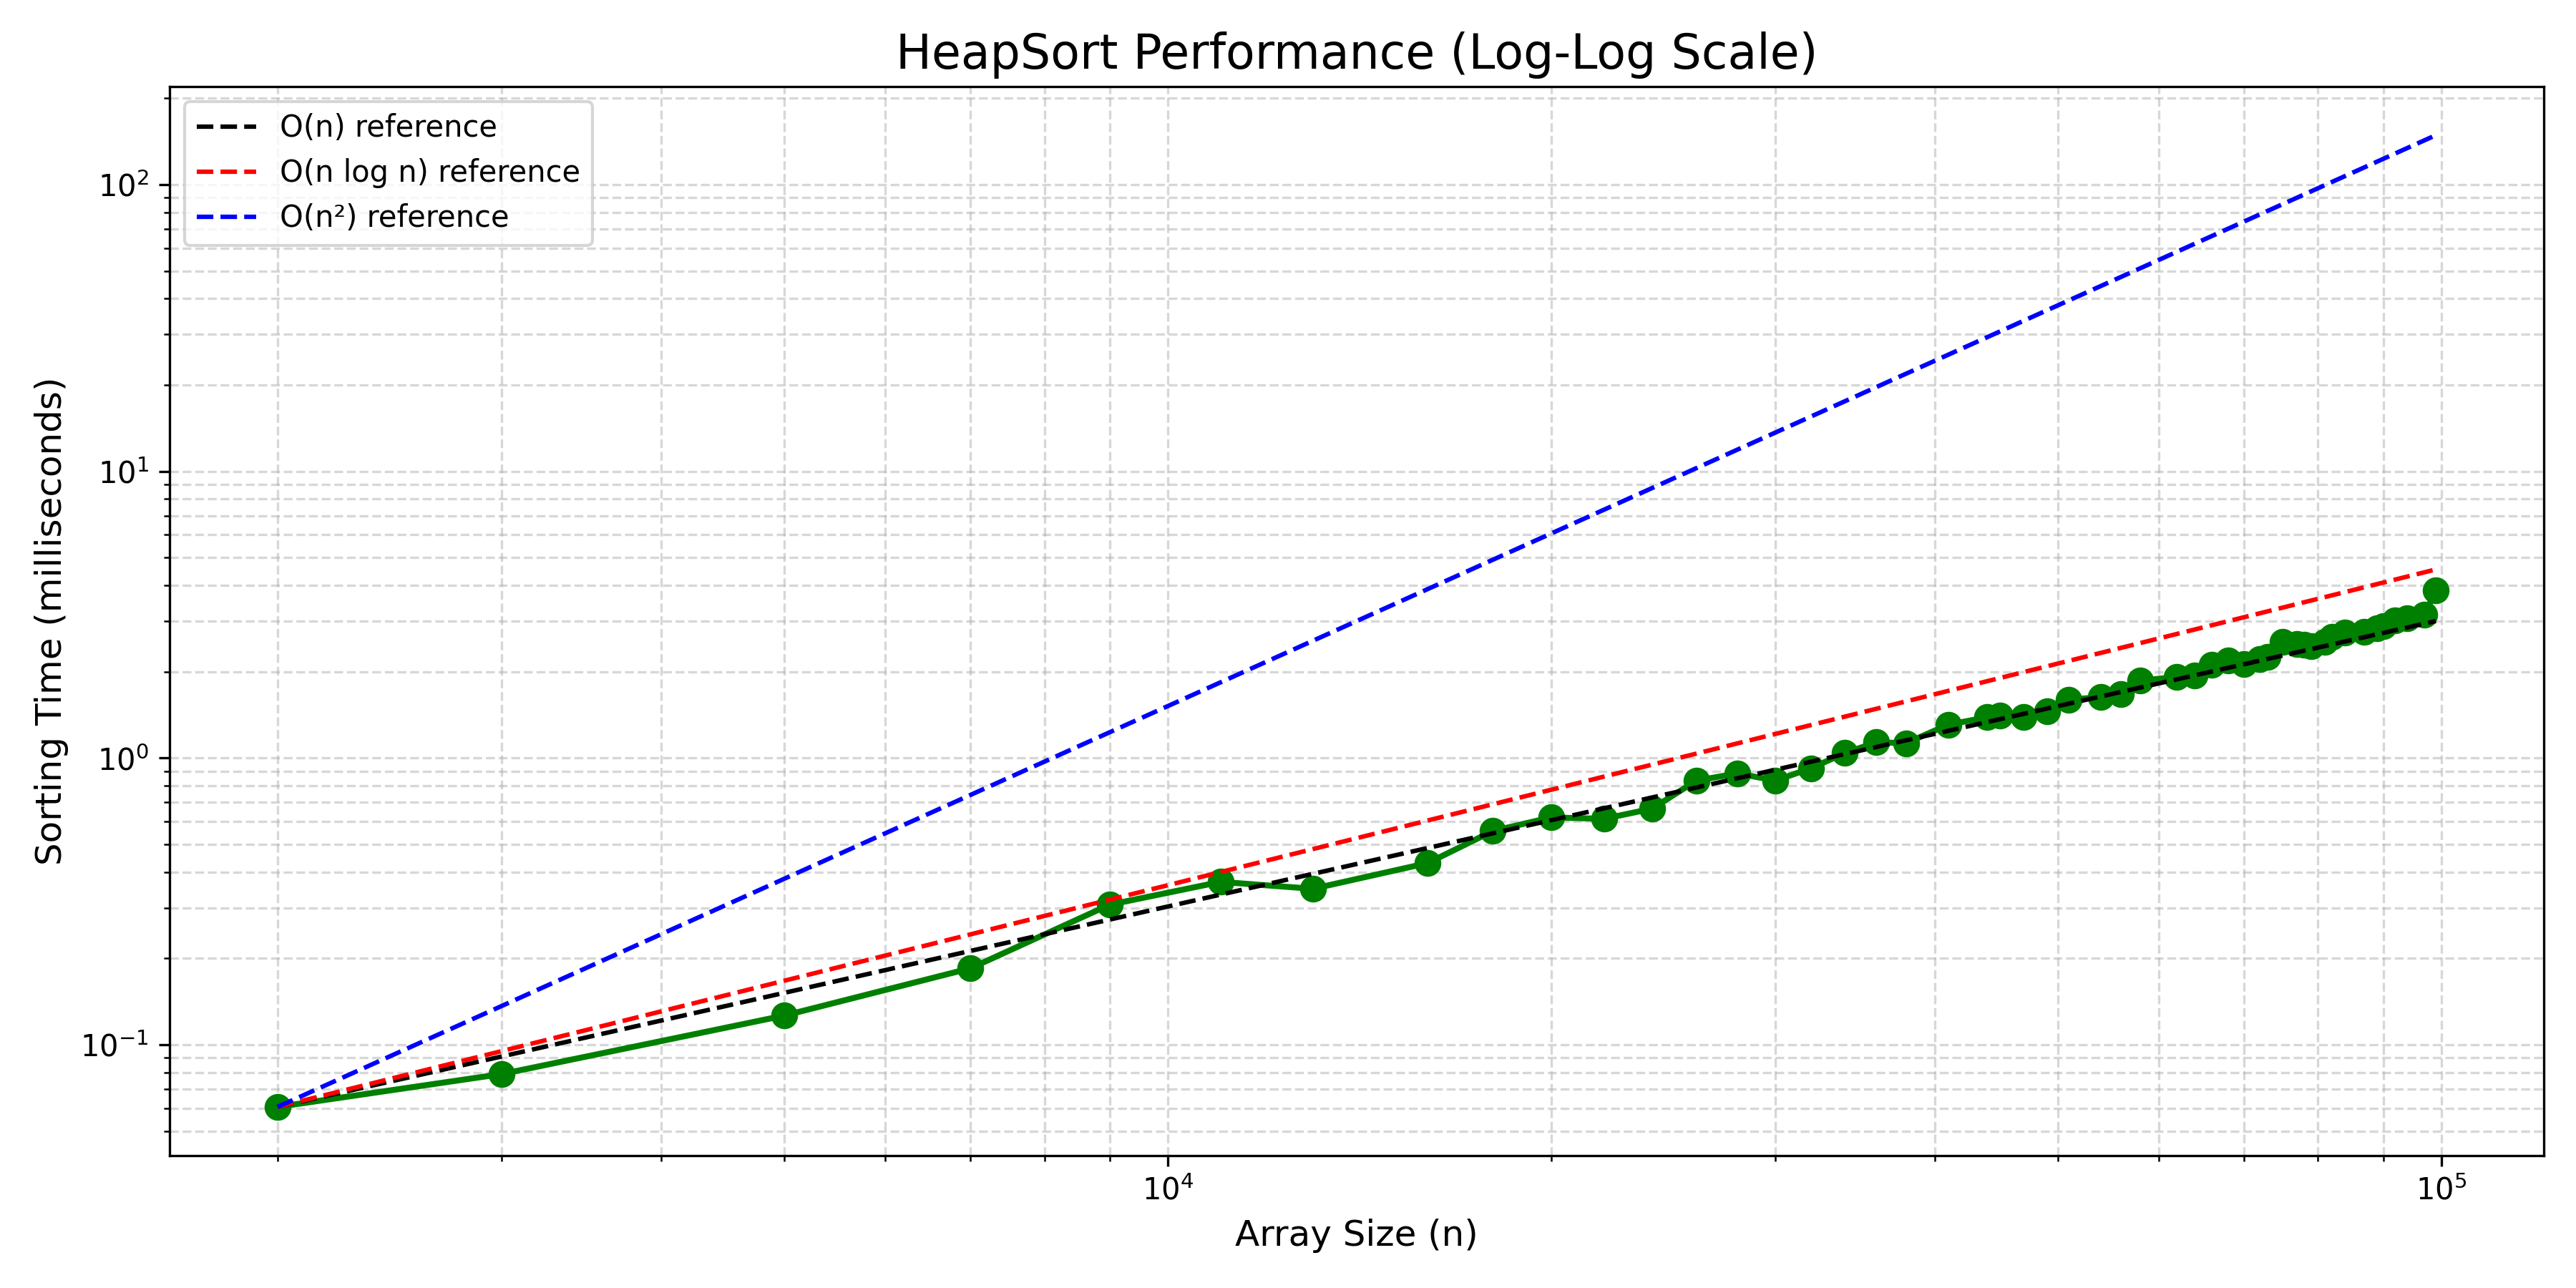 HeapSort Performance (Log-Log Scale)
O(n) reference
O(n log n) reference
O(n²) reference
Sorting Time (milliseconds)
10²
10¹
10⁰
10⁻¹
10⁴
10⁵
Array Size (n)